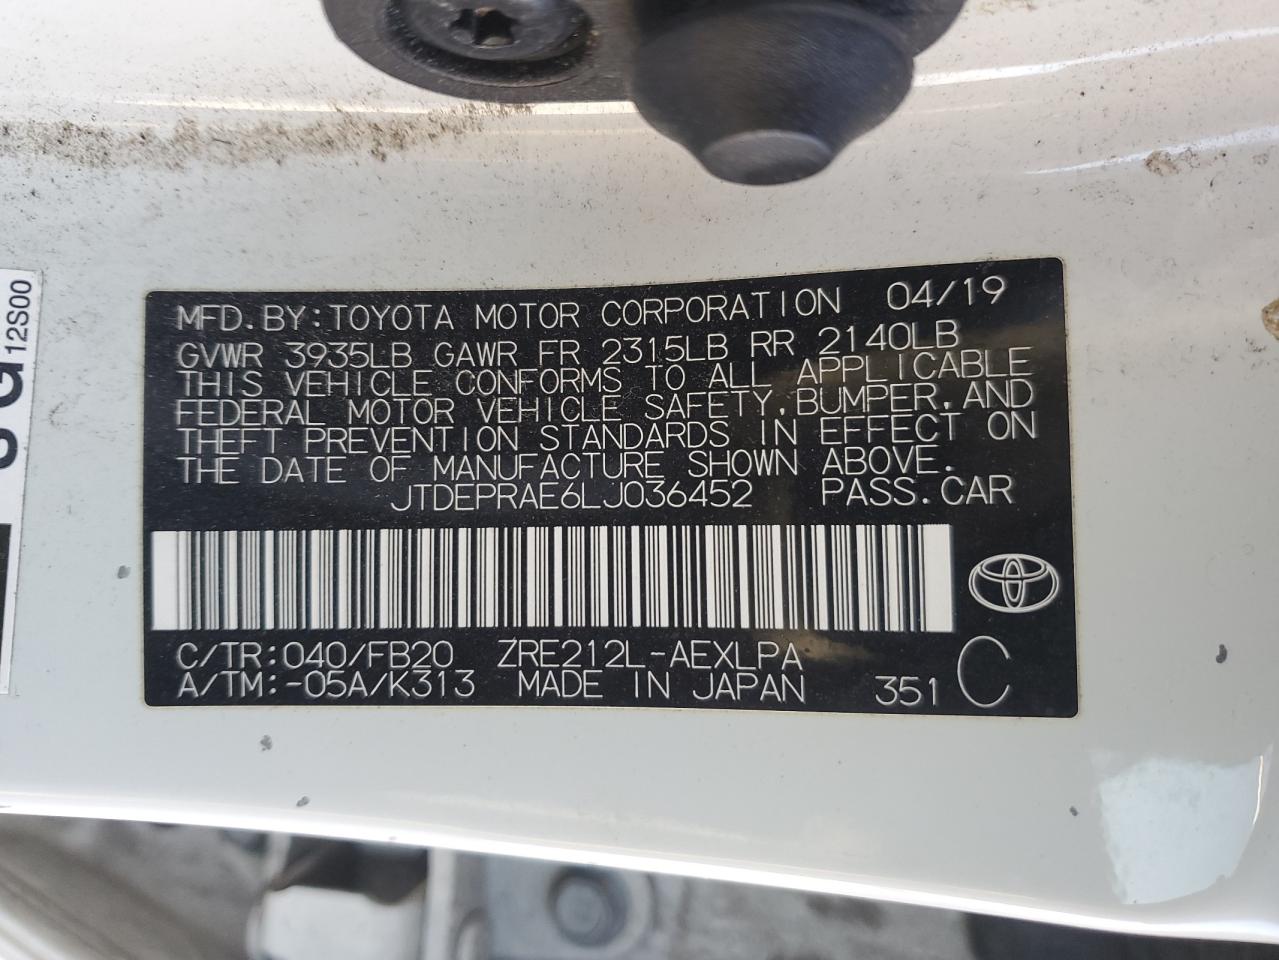 MFD. BY: TOYOTA MOTOR CORPORATION 04/19
GVWR 3935LB GAWR FR 2315LB RR 2140LB
THIS VEHICLE CONFORMS TO ALL APPLICABLE
FEDERAL MOTOR VEHICLE SAFETY, BUMPER, AND
THEFT PREVENTION STANDARDS IN EFFECT ON
THE DATE OF MANUFACTURE SHOWN ABOVE.
JTDEPRAE6LJ036452 PASS. CAR
C/TR: 040/FB20 ZRE212L-AEXLPA
A/TM: -05A/K313 MADE IN JAPAN 351 C
12S00